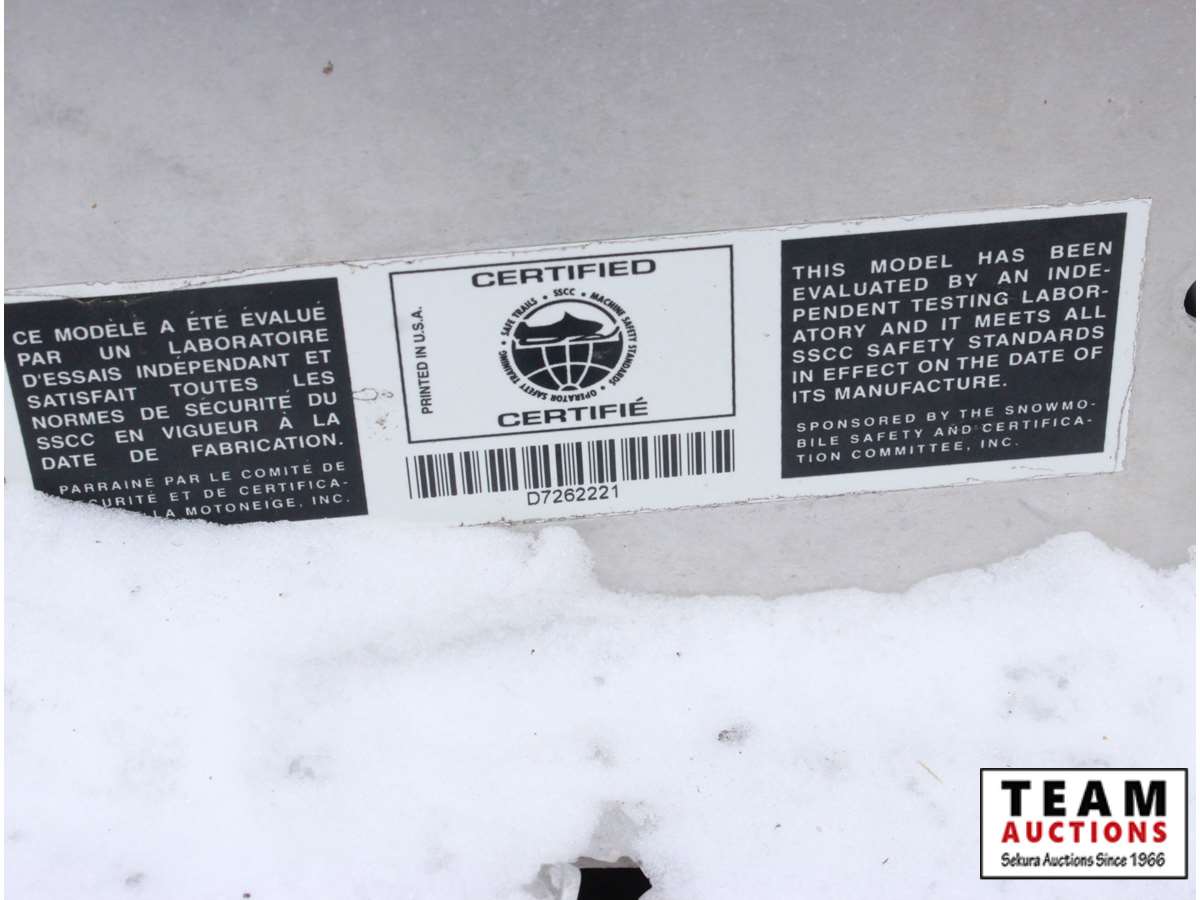 CE MODÈLE A ÉTÉ ÉVALUÉ
PAR UN LABORATOIRE
D'ESSAIS INDÉPENDANT ET
SATISFAIT TOUTES LES
NORMES DE SÉCURITÉ DU
SSCC EN VIGUEUR À LA
DATE DE FABRICATION.
PARRAINE PAR LE COMITÉ DE
ET DE CERTIFICA-
LA MOTONEIGE, INC.
CERTIFIED
PRINTED IN U.S.A.
SAFE TRAILS • SSCC • MACHINE SAFETY STANDARDS • OPERATOR SAFETY TRAINING •
CERTIFIÉ
D7262221
THIS MODEL HAS BEEN
EVALUATED BY AN INDE-
PENDENT TESTING LABOR-
ATORY AND IT MEETS ALL
SSCC SAFETY STANDARDS
IN EFFECT ON THE DATE OF
ITS MANUFACTURE.
SPONSORED BY THE SNOWMO-
BILE SAFETY AND CERTIFICA-
TION COMMITTEE, INC.
TEAM
AUCTIONS
Sekura Auctions Since 1966